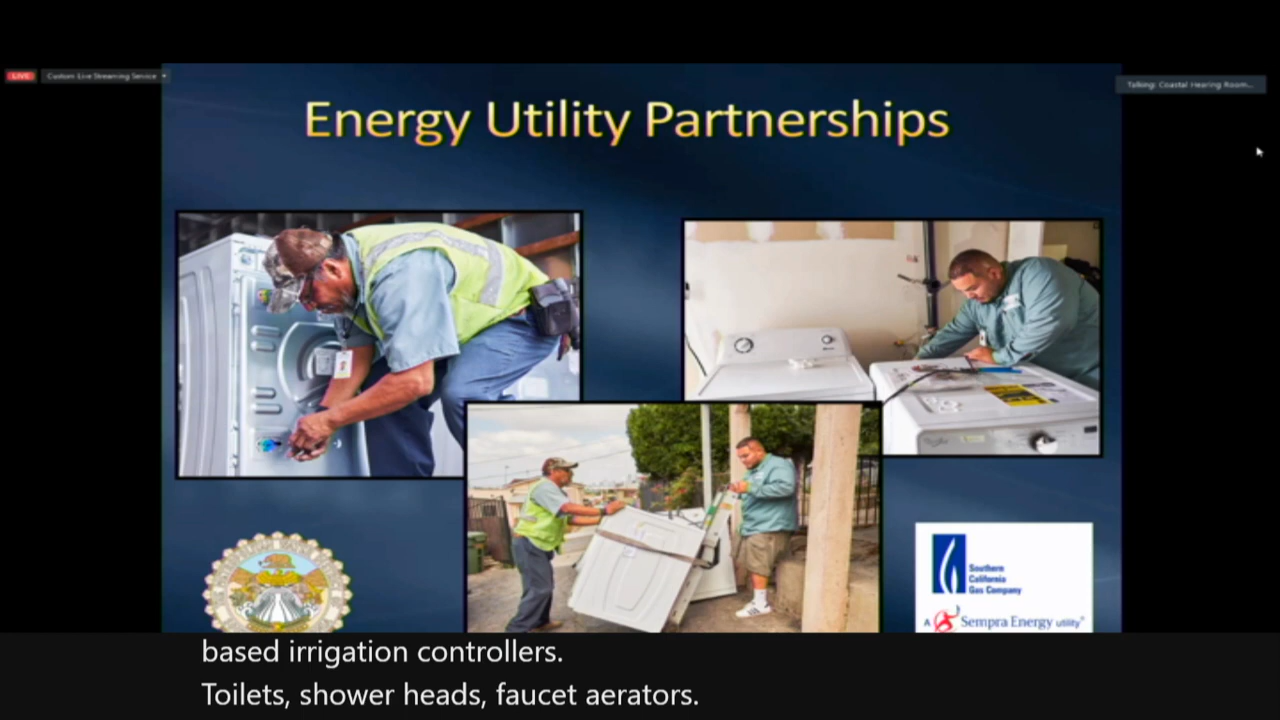 LIVE
Custom Live Streaming Service
Talking: Coastal Hearing Room...
Energy Utility Partnerships
Southern
California
Gas Company
A Sempra Energy utility®
based irrigation controllers.
Toilets, shower heads, faucet aerators.